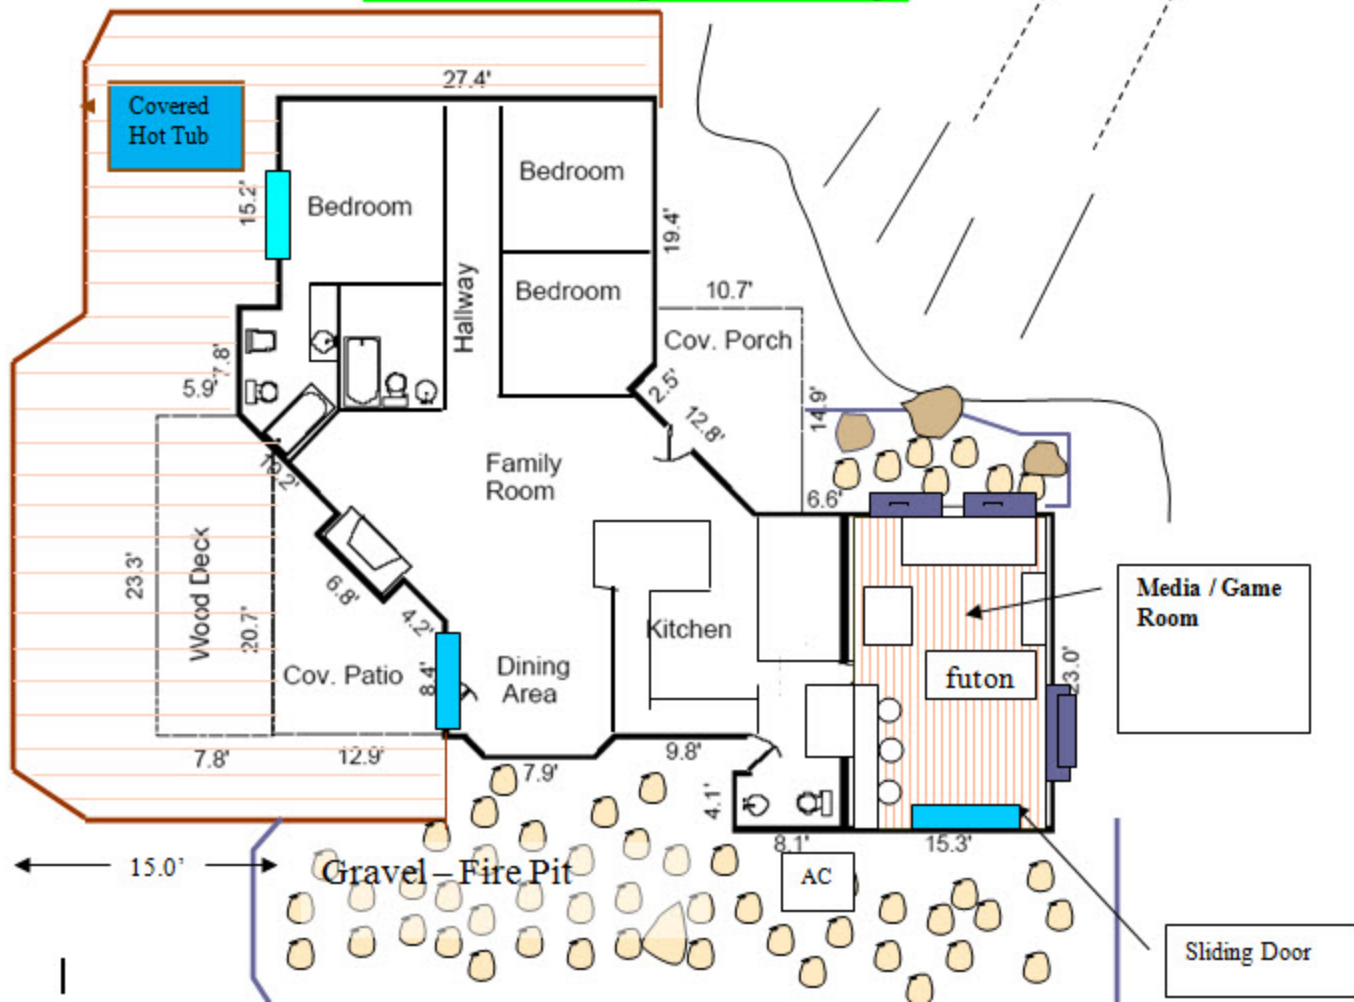 27.4'
Covered
Hot Tub
15.2'
Bedroom
Bedroom
19.4'
Hallway
Bedroom
10.7'
Cov. Porch
7.8'
5.9'
2.5'
12.8'
14.9'
10.2'
Family
Room
6.6'
23.3'
Wood Deck
20.7'
6.8'
4.2'
Cov. Patio
8.4'
Dining
Area
Kitchen
Media / Game
Room
futon
23.0'
7.8'
12.9'
7.9'
9.8'
4.1'
8.1'
15.3'
15.0'
Gravel – Fire Pit
AC
Sliding Door